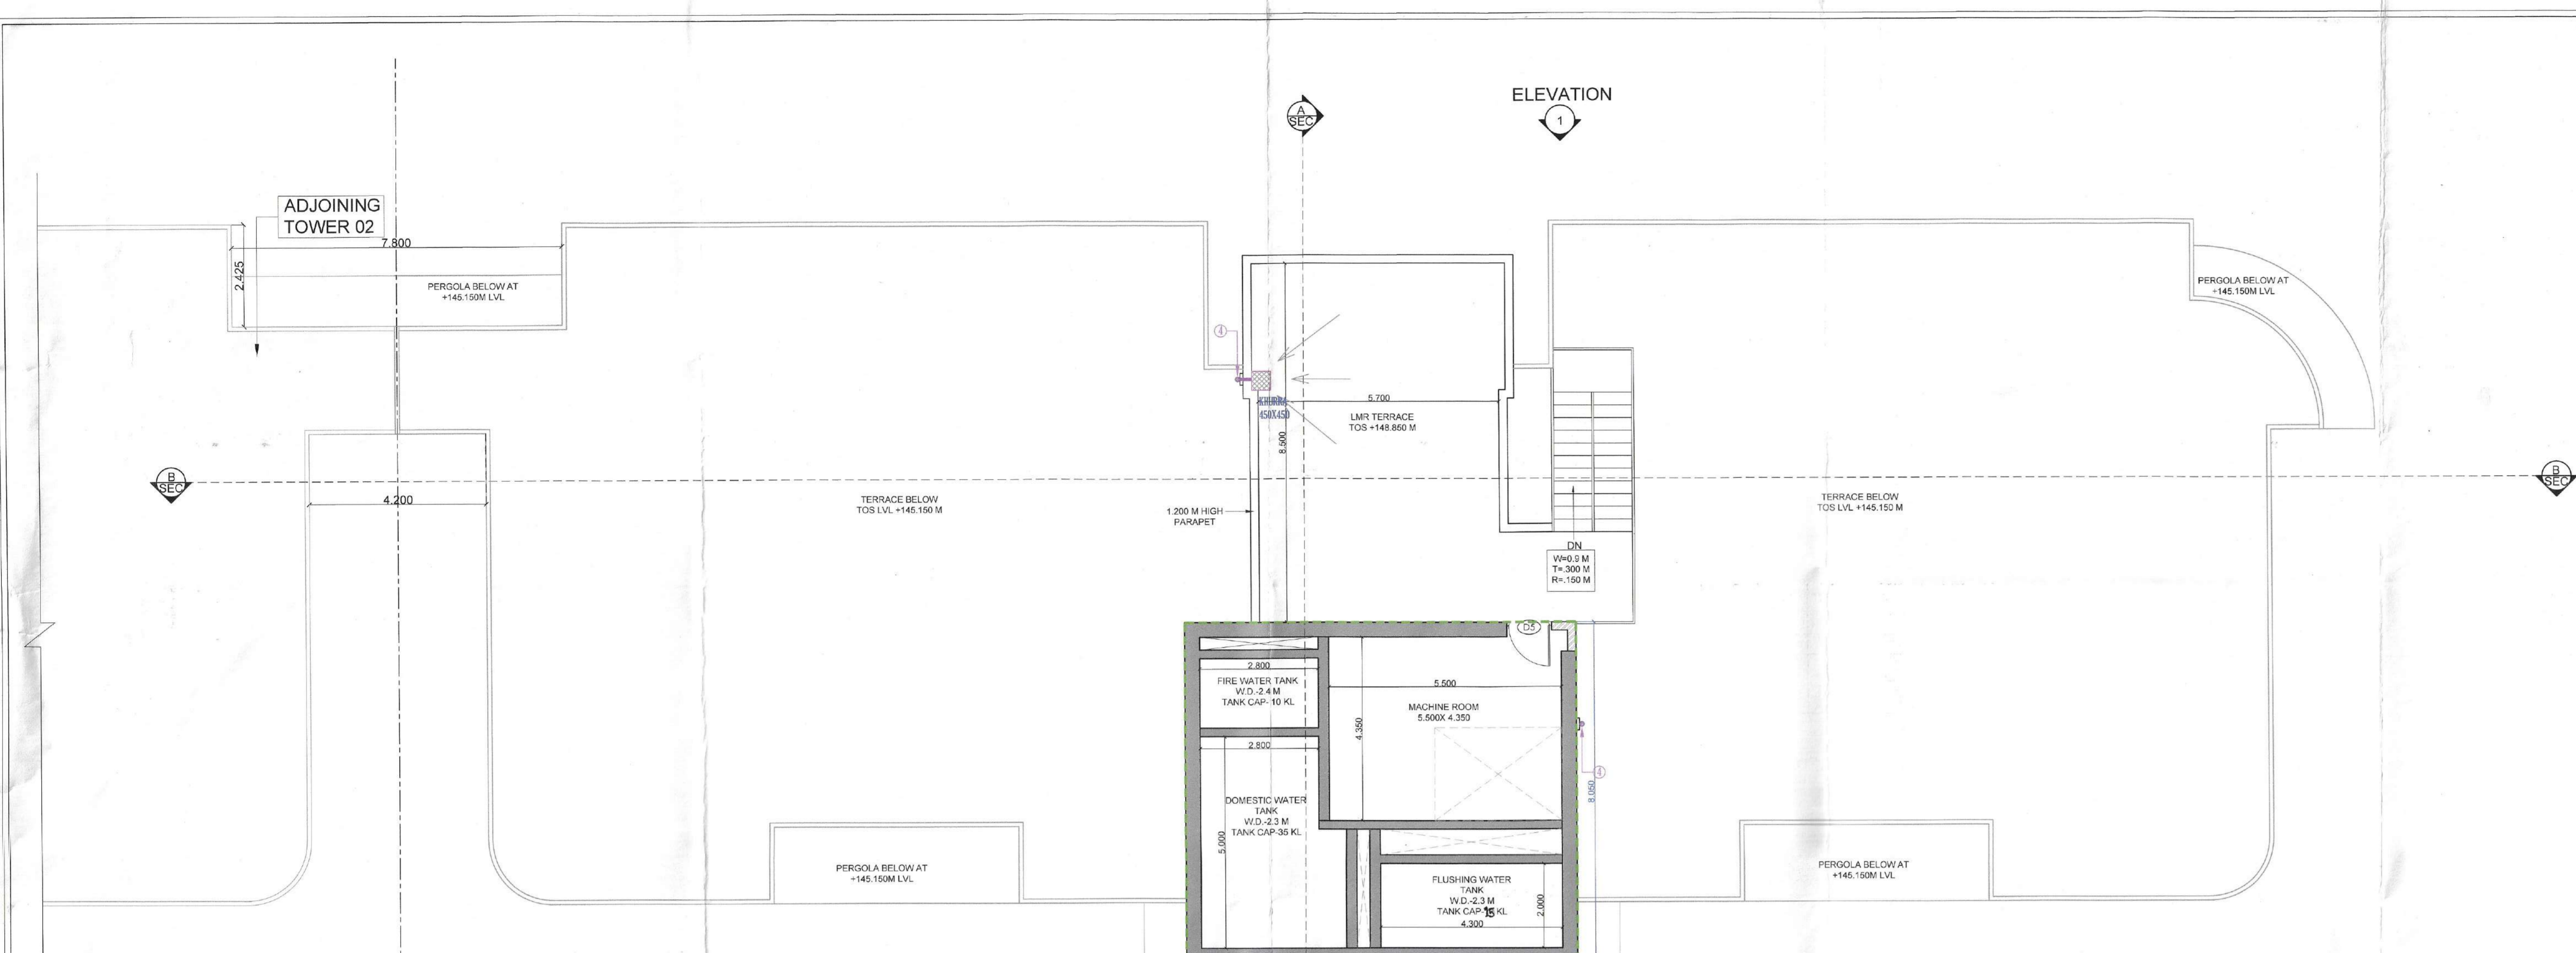 ELEVATION
1
A
SEC
ADJOINING
TOWER 02
7.800
2.425
PERGOLA BELOW AT
+145.150M LVL
PERGOLA BELOW AT
+145.150M LVL
4
KHURRA
450X450
5.700
LMR TERRACE
TOS +148.850 M
8.500
B
SEC
4.200
TERRACE BELOW
TOS LVL +145.150 M
1.200 M HIGH
PARAPET
TERRACE BELOW
TOS LVL +145.150 M
B
SEC
DN
W=0.9 M
T=.300 M
R=.150 M
D5
2.800
FIRE WATER TANK
W.D.-2.4 M
TANK CAP- 10 KL
5.500
MACHINE ROOM
5.500X 4.350
4.350
2.800
4
8.050
DOMESTIC WATER
TANK
W.D.-2.3 M
TANK CAP-35 KL
5.000
PERGOLA BELOW AT
+145.150M LVL
FLUSHING WATER
TANK
W.D.-2.3 M
TANK CAP-15 KL
4.300
2.000
PERGOLA BELOW AT
+145.150M LVL